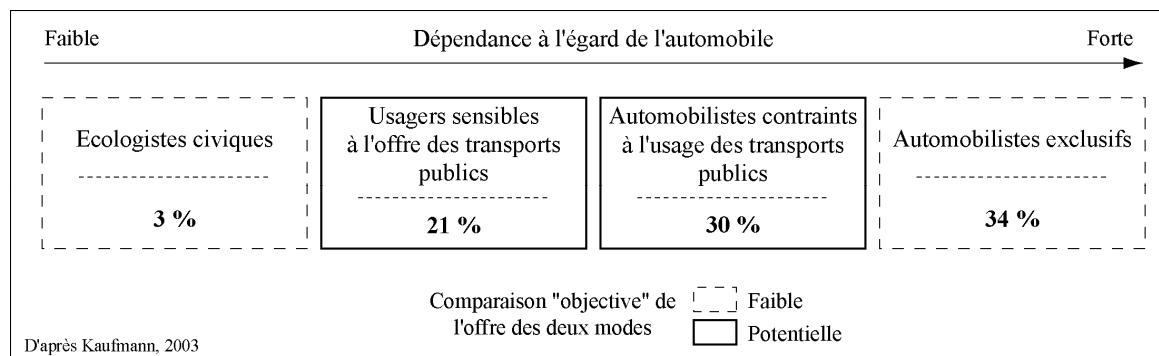 Faible
Dépendance à l'égard de l'automobile
Forte
Ecologistes civiques
3 %
Usagers sensibles
à l'offre des transports
publics
21 %
Automobilistes contraints
à l'usage des transports
publics
30 %
Automobilistes exclusifs
34 %
Comparaison "objective" de
l'offre des deux modes
Faible
Potentielle
D'après Kaufmann, 2003